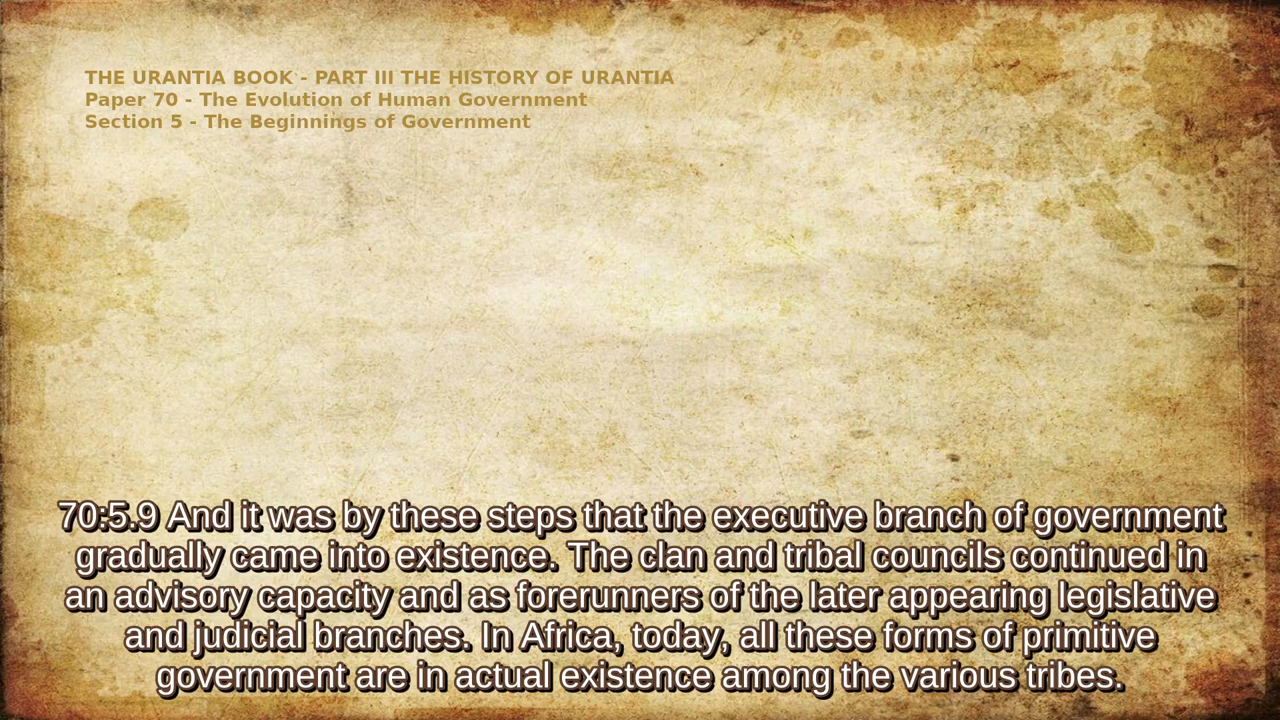 THE URANTIA BOOK - PART III THE HISTORY OF URANTIA
Paper 70 - The Evolution of Human Government
Section 5 - The Beginnings of Government
70:5.9 And it was by these steps that the executive branch of government
gradually came into existence. The clan and tribal councils continued in
an advisory capacity and as forerunners of the later appearing legislative
and judicial branches. In Africa, today, all these forms of primitive
government are in actual existence among the various tribes.